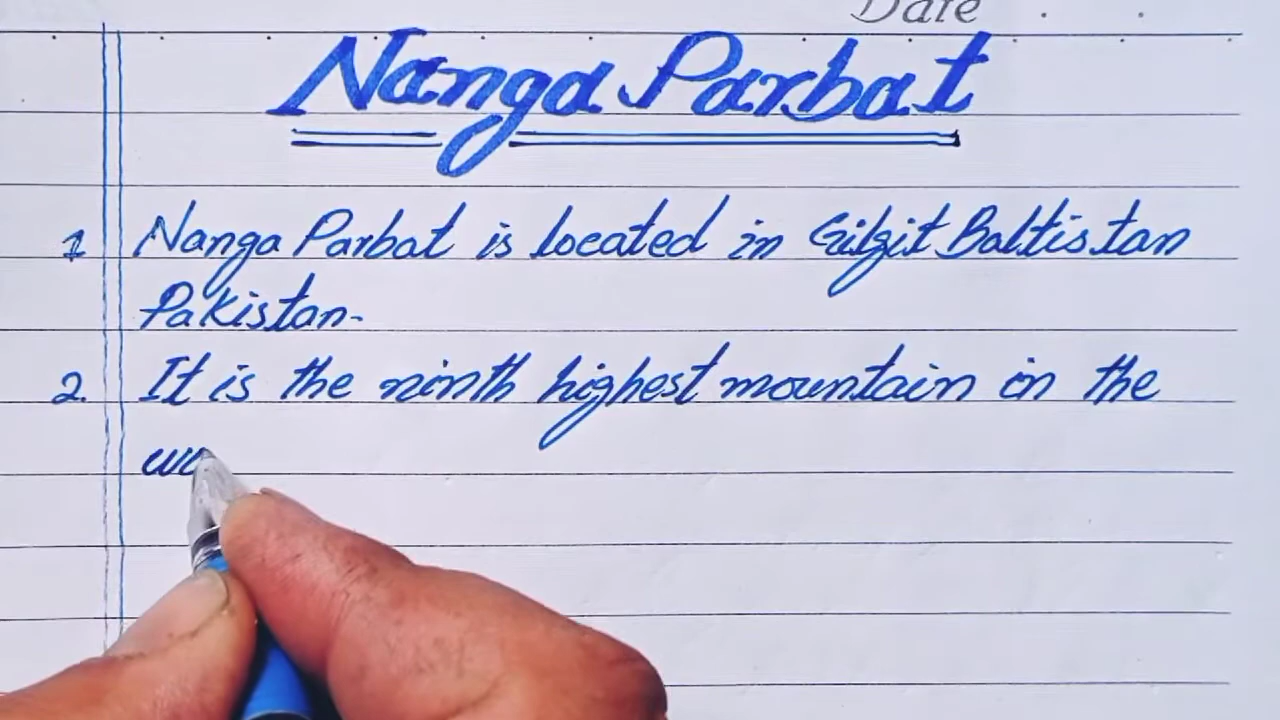 Date
Nanga Parbat
1 Nanga Parbat is located in Gilgit Baltistan
Pakistan.
2. It is the ninth highest mountain in the
wo